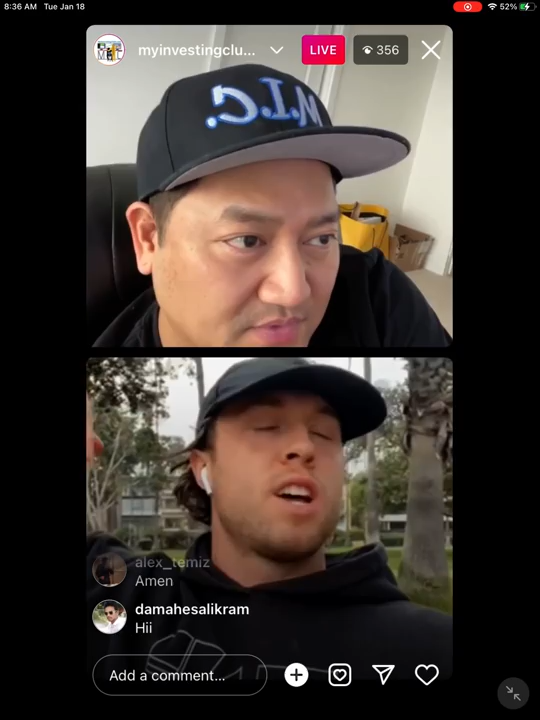 8:36 AM Tue Jan 18
52%
myinvestingclu...
LIVE
356
M.I.C.
alex_temiz
Amen
damahesalikram
Hii
Add a comment...